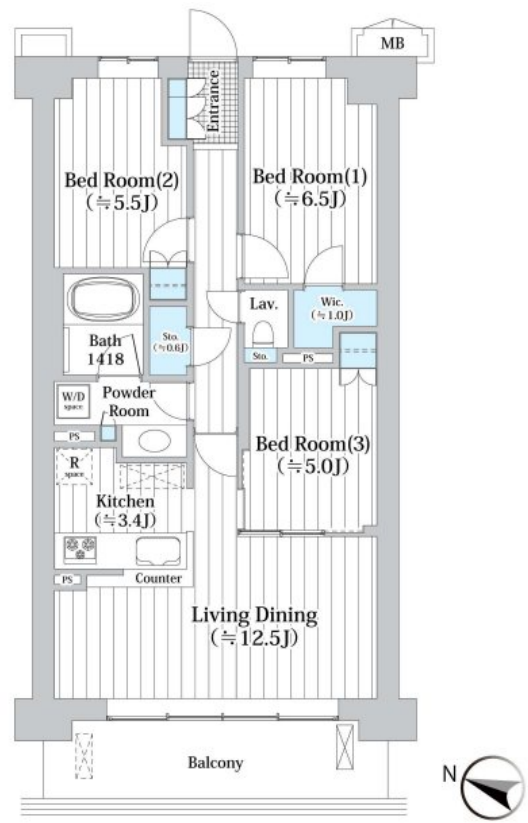 MB
Entrance
Bed Room(2)
(≒5.5J)
Bed Room(1)
(≒6.5J)
Lav.
Wic.
(≒1.0J)
Bath
1418
Sto.
(≒0.6J)
Sto.
PS
W/D
space
Powder
Room
PS
R
space
Bed Room(3)
(≒5.0J)
Kitchen
(≒3.4J)
PS
Counter
Living Dining
(≒12.5J)
Balcony
N